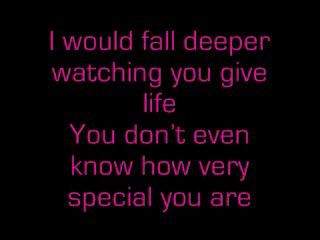 I would fall deeper
watching you give
life
You don't even
know how very
special you are